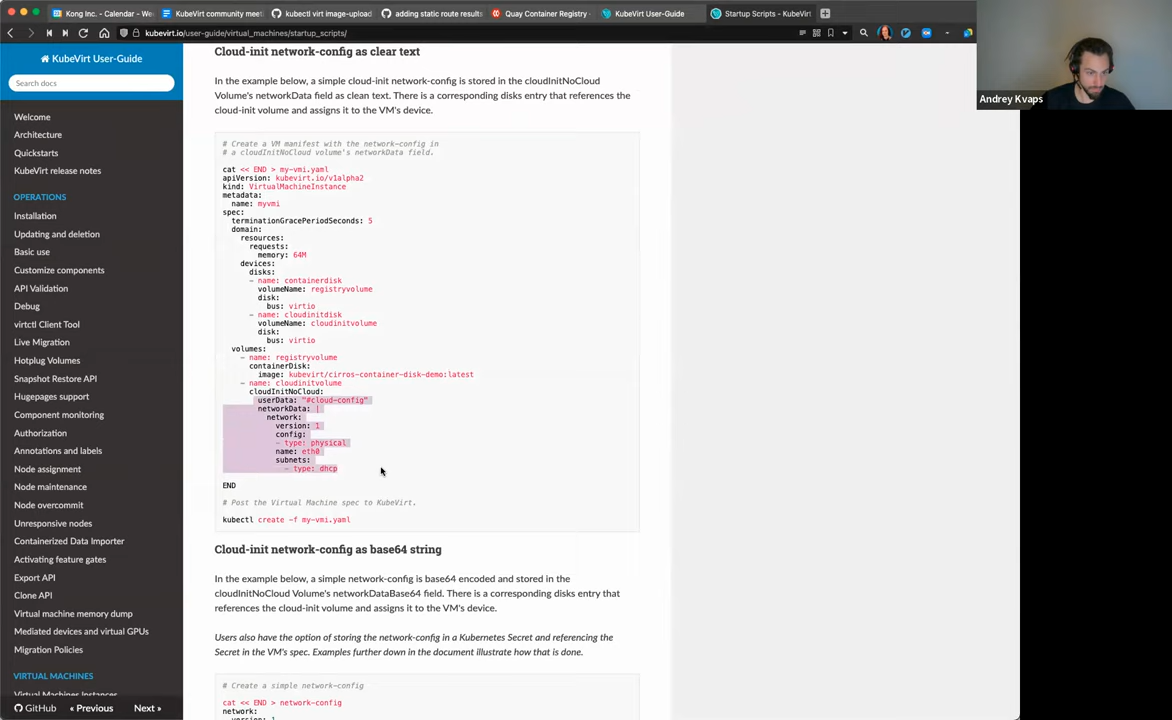 Kong Inc. - Calendar - We
KubeVirt community meet
kubectl virt image-upload
adding static route results
Quay Container Registry -
KubeVirt User-Guide
Startup Scripts - KubeVirt
kubevirt.io/user-guide/virtual_machines/startup_scripts/
Andrey Kvaps
KubeVirt User-Guide
Search docs
Welcome
Architecture
Quickstarts
KubeVirt release notes
OPERATIONS
Installation
Updating and deletion
Basic use
Customize components
API Validation
Debug
virtctl Client Tool
Live Migration
Hotplug Volumes
Snapshot Restore API
Hugepages support
Component monitoring
Authorization
Annotations and labels
Node assignment
Node maintenance
Node overcommit
Unresponsive nodes
Containerized Data Importer
Activating feature gates
Export API
Clone API
Virtual machine memory dump
Mediated devices and virtual GPUs
Migration Policies
VIRTUAL MACHINES
Virtual Machines Instances
GitHub
« Previous
Next »
Cloud-init network-config as clear text
In the example below, a simple cloud-init network-config is stored in the cloudInitNoCloud
Volume's networkData field as clean text. There is a corresponding disks entry that references the
cloud-init volume and assigns it to the VM's device.
# Create a VM manifest with the network-config in
# a cloudInitNoCloud volume's networkData field.
cat << END > my-vmi.yaml
apiVersion: kubevirt.io/v1alpha2
kind: VirtualMachineInstance
metadata:
name: myvmi
spec:
terminationGracePeriodSeconds: 5
domain:
resources:
requests:
memory: 64M
devices:
disks:
- name: containerdisk
volumeName: registryvolume
disk:
bus: virtio
- name: cloudinitdisk
volumeName: cloudinitvolume
disk:
bus: virtio
volumes:
- name: registryvolume
containerDisk:
image: kubevirt/cirros-container-disk-demo:latest
- name: cloudinitvolume
cloudInitNoCloud:
userData: "#cloud-config"
networkData: |
network:
version: 1
config:
- type: physical
name: eth0
subnets:
- type: dhcp
END
# Post the Virtual Machine spec to KubeVirt.
kubectl create -f my-vmi.yaml
Cloud-init network-config as base64 string
In the example below, a simple network-config is base64 encoded and stored in the
cloudInitNoCloud Volume's networkDataBase64 field. There is a corresponding disks entry that
references the cloud-init volume and assigns it to the VM's device.
Users also have the option of storing the network-config in a Kubernetes Secret and referencing the
Secret in the VM's spec. Examples further down in the document illustrate how that is done.
# Create a simple network-config
cat << END > network-config
network:
version: 1